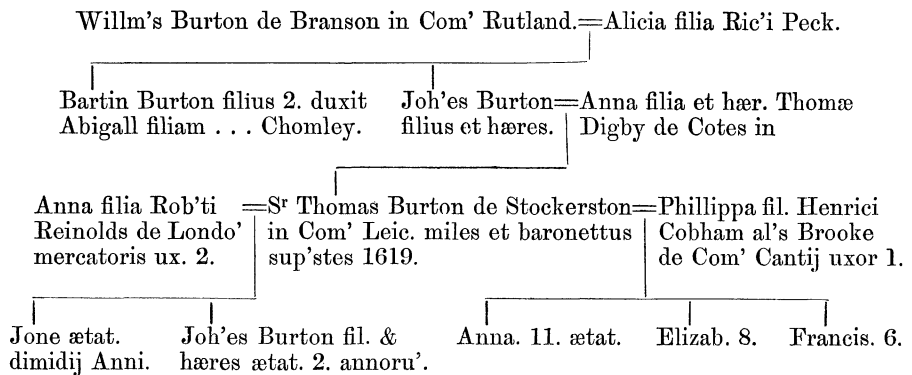 Willm's Burton de Branson in Com' Rutland.=Alicia filia Ric'i Peck.
Bartin Burton filius 2. duxit
Abigall filiam . . . Chomley.
Joh'es Burton=Anna filia et hær. Thomæ
filius et hæres. Digby de Cotes in
Anna filia Rob'ti
Reinolds de Londo'
mercatoris ux. 2.
=Sr Thomas Burton de Stockerston=
in Com' Leic. miles et baronettus
sup'stes 1619.
Phillippa fil. Henrici
Cobham al's Brooke
de Com' Cantij uxor 1.
Jone ætat.
dimidij Anni.
Joh'es Burton fil. &
hæres ætat. 2. annoru'.
Anna. 11. ætat.
Elizab. 8.
Francis. 6.